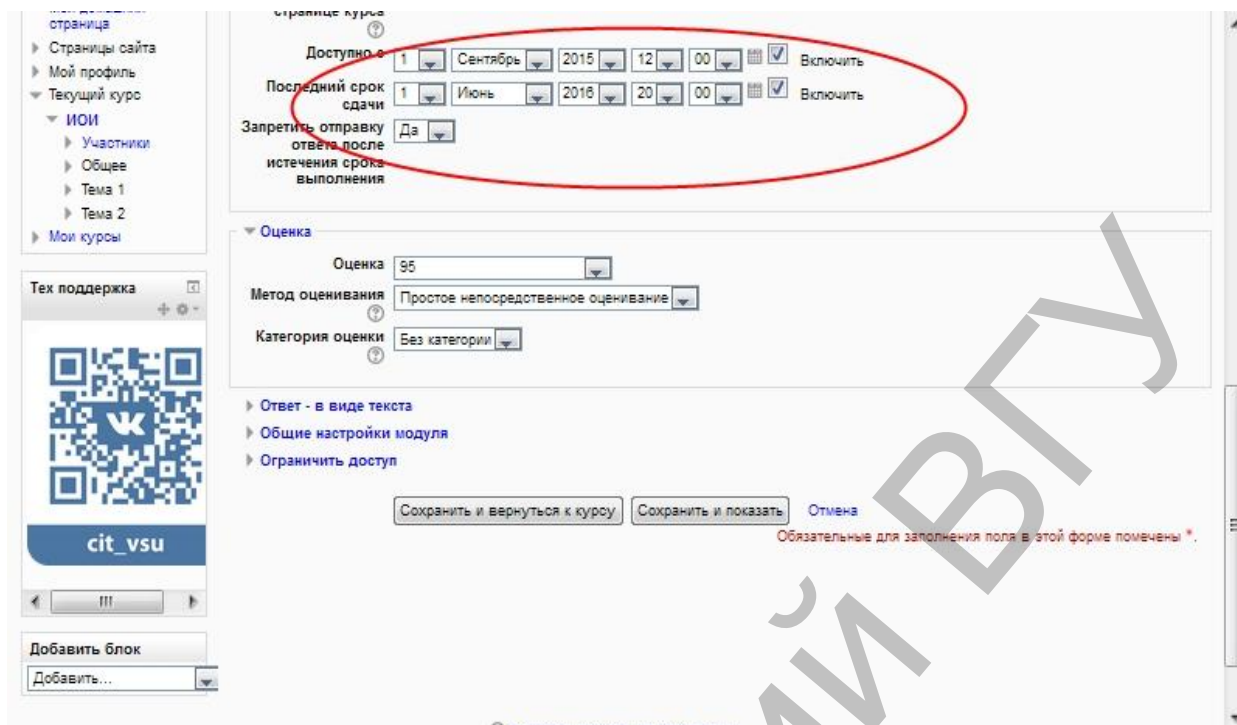 страница
Страницы сайта
Мой профиль
Текущий курс
ИОИ
Участники
Общее
Тема 1
Тема 2
Мои курсы
Тех поддержка
cit_vsu
Добавить блок
Добавить...
странице курса
Доступно с 1 Сентябрь 2015 12 00 Включить
Последний срок сдачи 1 Июнь 2016 20 00 Включить
Запретить отправку Да
ответа после
истечения срока
выполнения
Оценка
Оценка 95
Метод оценивания Простое непосредственное оценивание
Категория оценки Без категории
Ответ - в виде текста
Общие настройки модуля
Ограничить доступ
Сохранить и вернуться к курсу Сохранить и показать Отмена
Обязательные для заполнения поля в этой форме помечены *.
ВГУ